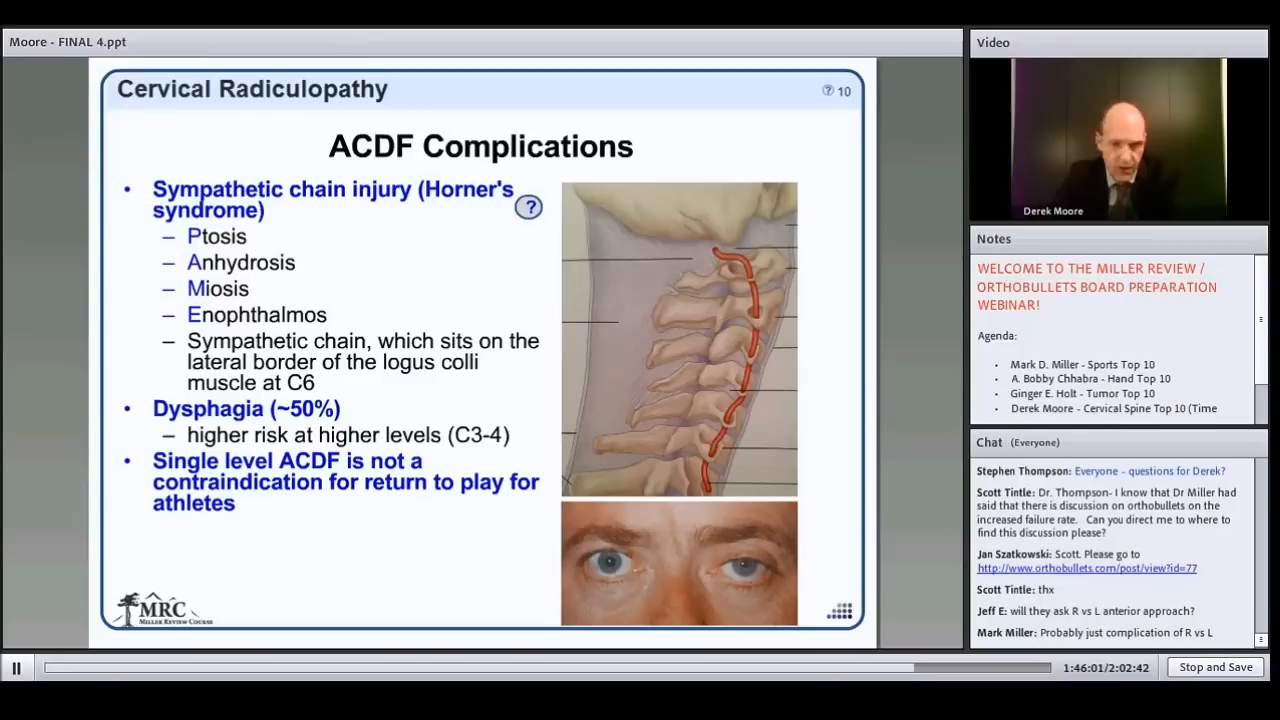 Moore - FINAL 4.ppt
Cervical Radiculopathy
? 10
ACDF Complications
• Sympathetic chain injury (Horner's
syndrome)
?
– Ptosis
– Anhydrosis
– Miosis
– Enophthalmos
– Sympathetic chain, which sits on the
lateral border of the logus colli
muscle at C6
• Dysphagia (~50%)
– higher risk at higher levels (C3-4)
• Single level ACDF is not a
contraindication for return to play for
athletes
MRC
MILLER REVIEW COURSE
Video
Derek Moore
Notes
WELCOME TO THE MILLER REVIEW /
ORTHOBULLETS BOARD PREPARATION
WEBINAR!
Agenda:
• Mark D. Miller - Sports Top 10
• A. Bobby Chhabra - Hand Top 10
• Ginger E. Holt - Tumor Top 10
• Derek Moore - Cervical Spine Top 10 (Time
Chat (Everyone)
Stephen Thompson: Everyone - questions for Derek?
Scott Tintle: Dr. Thompson- I know that Dr Miller had
said that there is discussion on orthobullets on the
increased failure rate. Can you direct me to where to
find this discussion please?
Jan Szatkowski: Scott. Please go to
http://www.orthobullets.com/post/view?id=77
Scott Tintle: thx
Jeff E: will they ask R vs L anterior approach?
Mark Miller: Probably just complication of R vs L
1:46:01/2:02:42
Stop and Save